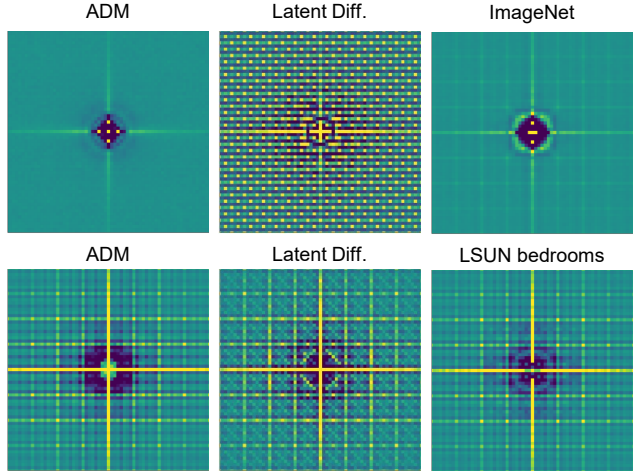 ADM Latent Diff. ImageNet
ADM Latent Diff. LSUN bedrooms